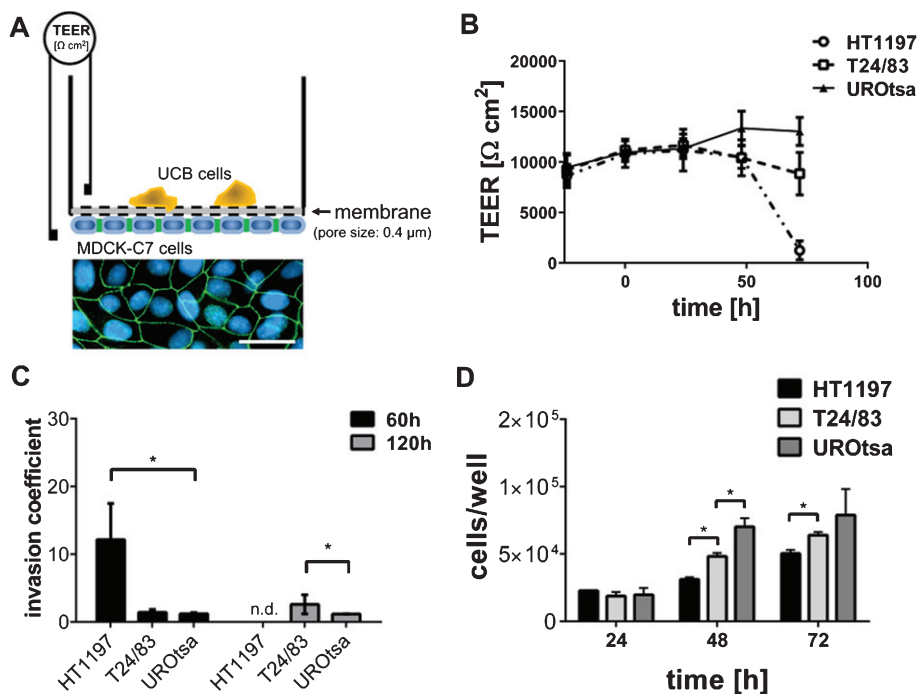 A
TEER
[Ω cm²]
UCB cells
membrane
(pore size: 0.4 µm)
MDCK-C7 cells
B
HT1197
T24/83
UROtsa
TEER [Ω cm²]
20000
15000
10000
5000
0
0
50
100
time [h]
C
invasion coefficient
30
20
10
0
60h
120h
*
*
n.d.
HT1197
T24/83
UROtsa
HT1197
T24/83
UROtsa
D
HT1197
T24/83
UROtsa
cells/well
2×10⁵
1×10⁵
5×10⁴
0
*
*
*
24
48
72
time [h]